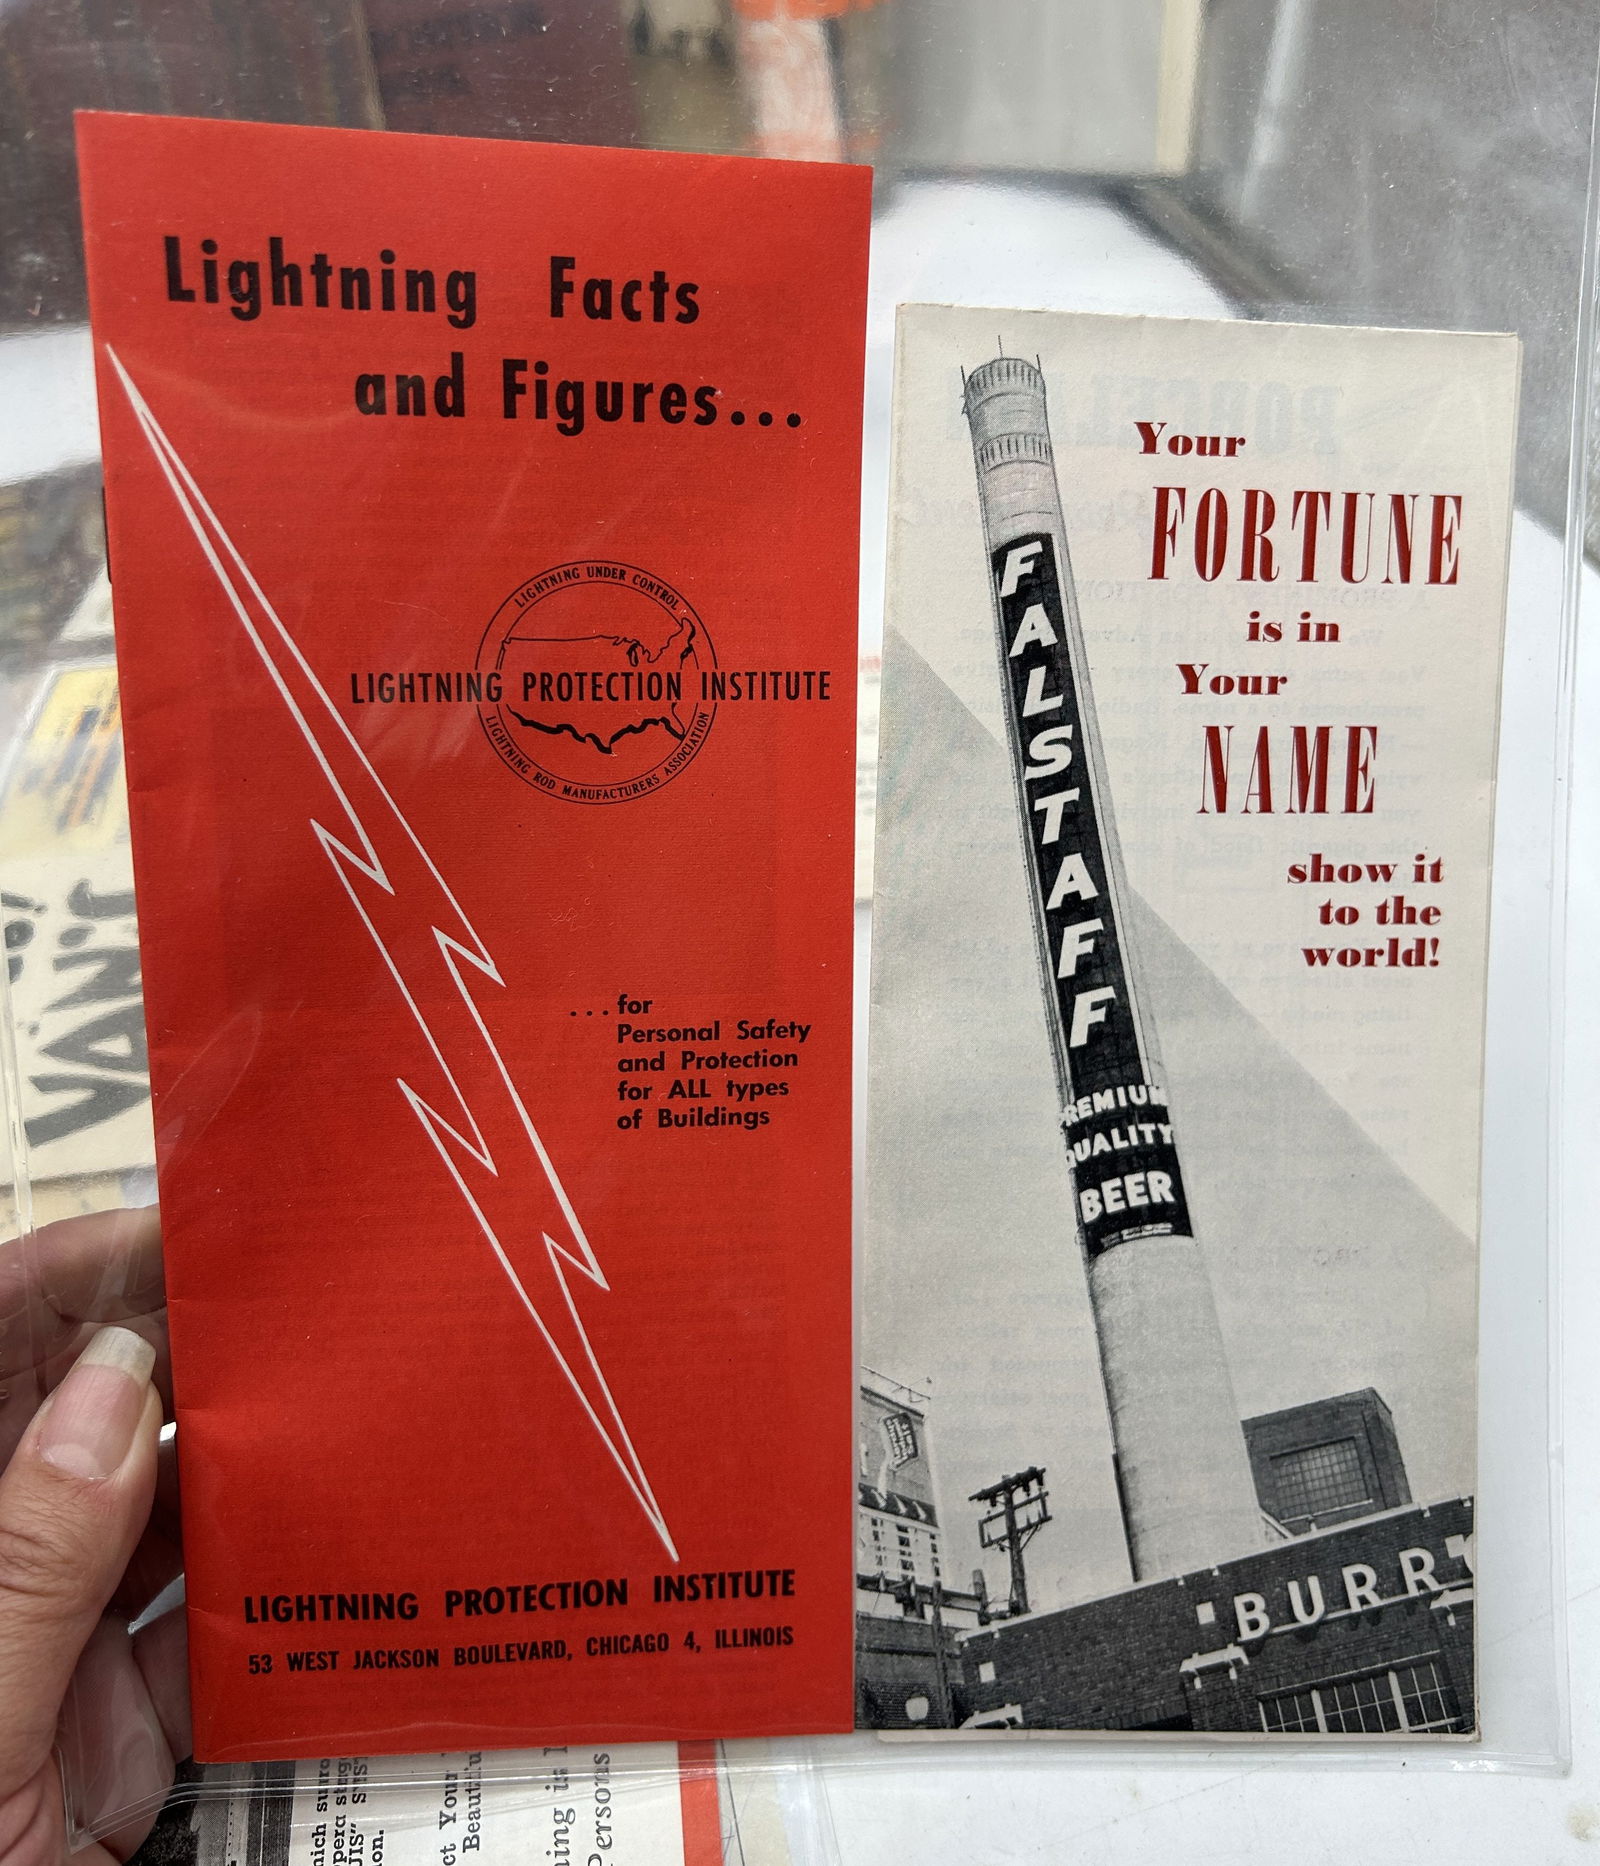 Lightning Facts
and Figures...
LIGHTNING UNDER CONTROL
LIGHTNING PROTECTION INSTITUTE
LIGHTNING ROD MANUFACTURERS ASSOCIATION
...for
Personal Safety
and Protection
for ALL types
of Buildings
LIGHTNING PROTECTION INSTITUTE
53 WEST JACKSON BOULEVARD, CHICAGO 4, ILLINOIS
Your
FORTUNE
is in
Your
NAME
show it
to the
world!
FALSTAFF
PREMIUM
QUALITY
BEER
BURR